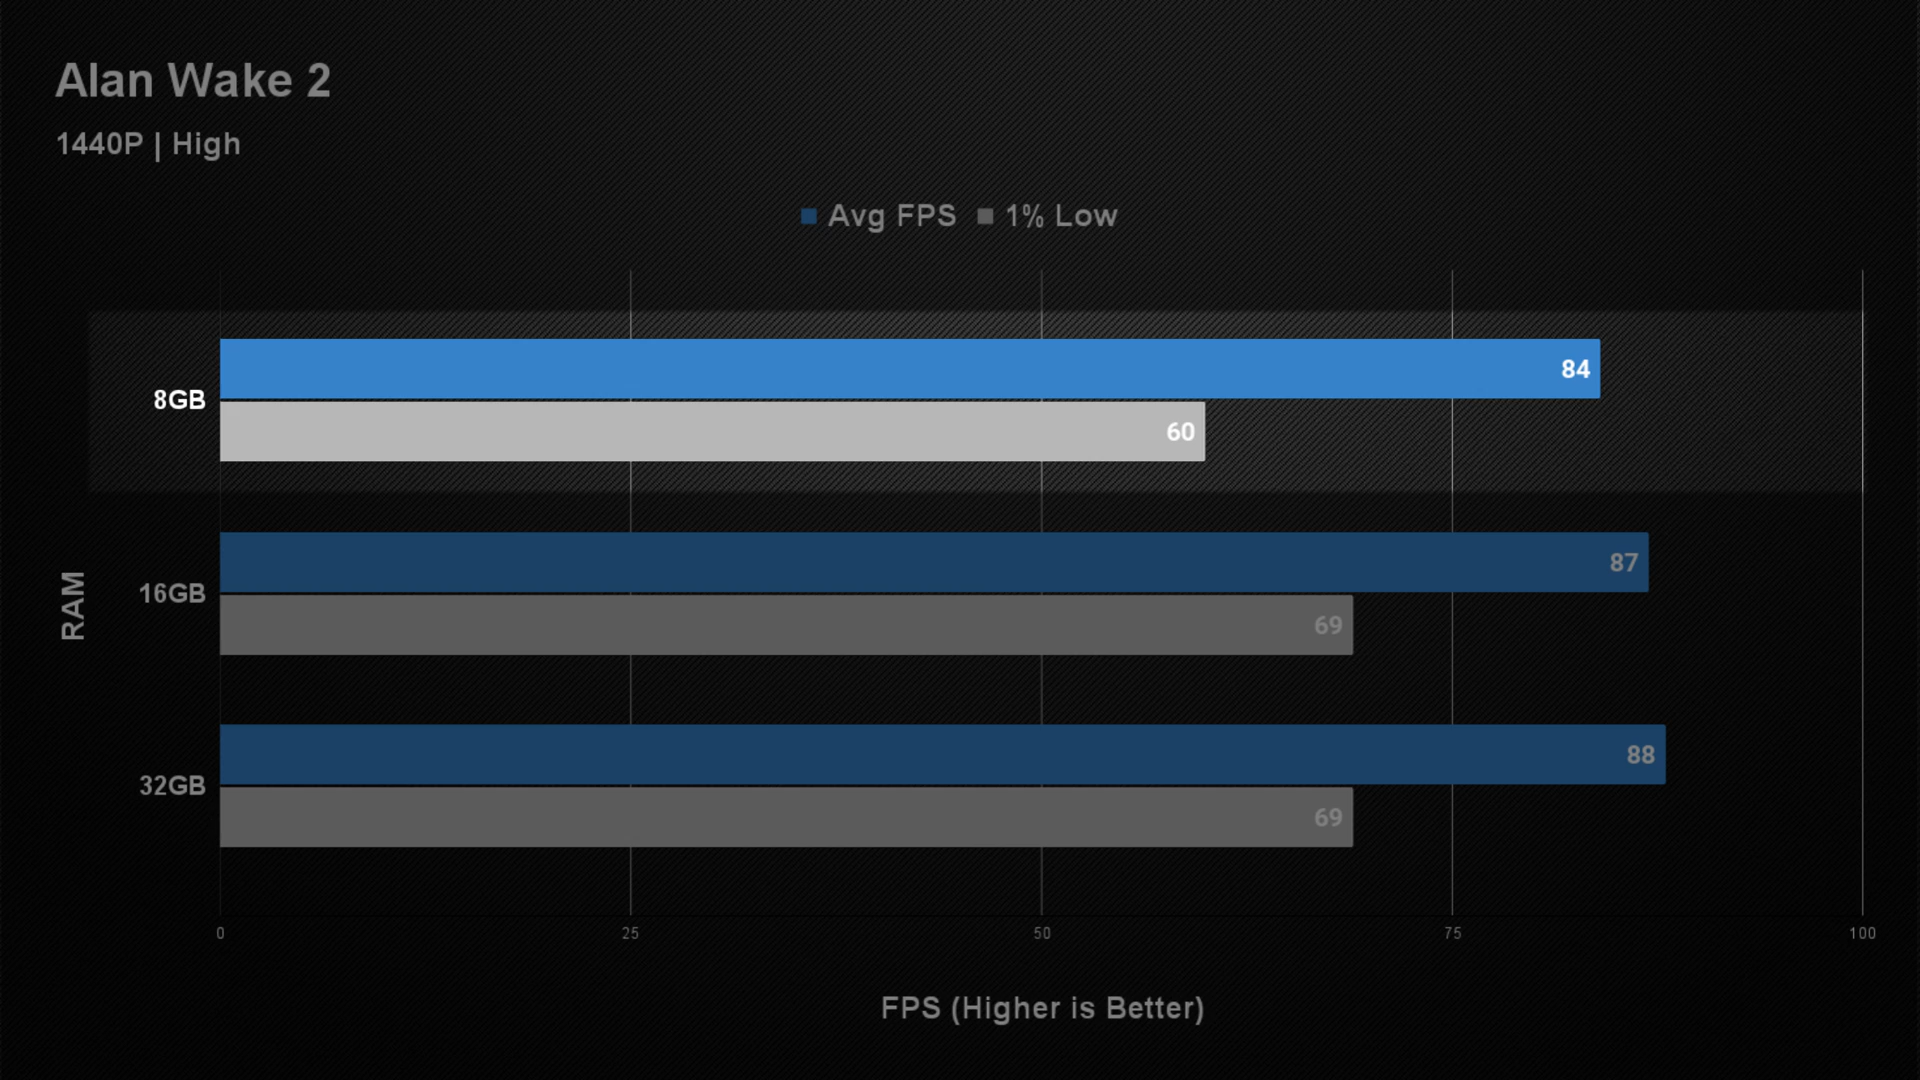 Alan Wake 2
1440P | High
Avg FPS 1% Low
8GB
84
60
RAM
16GB
87
69
32GB
88
69
0 25 50 75 100
FPS (Higher is Better)